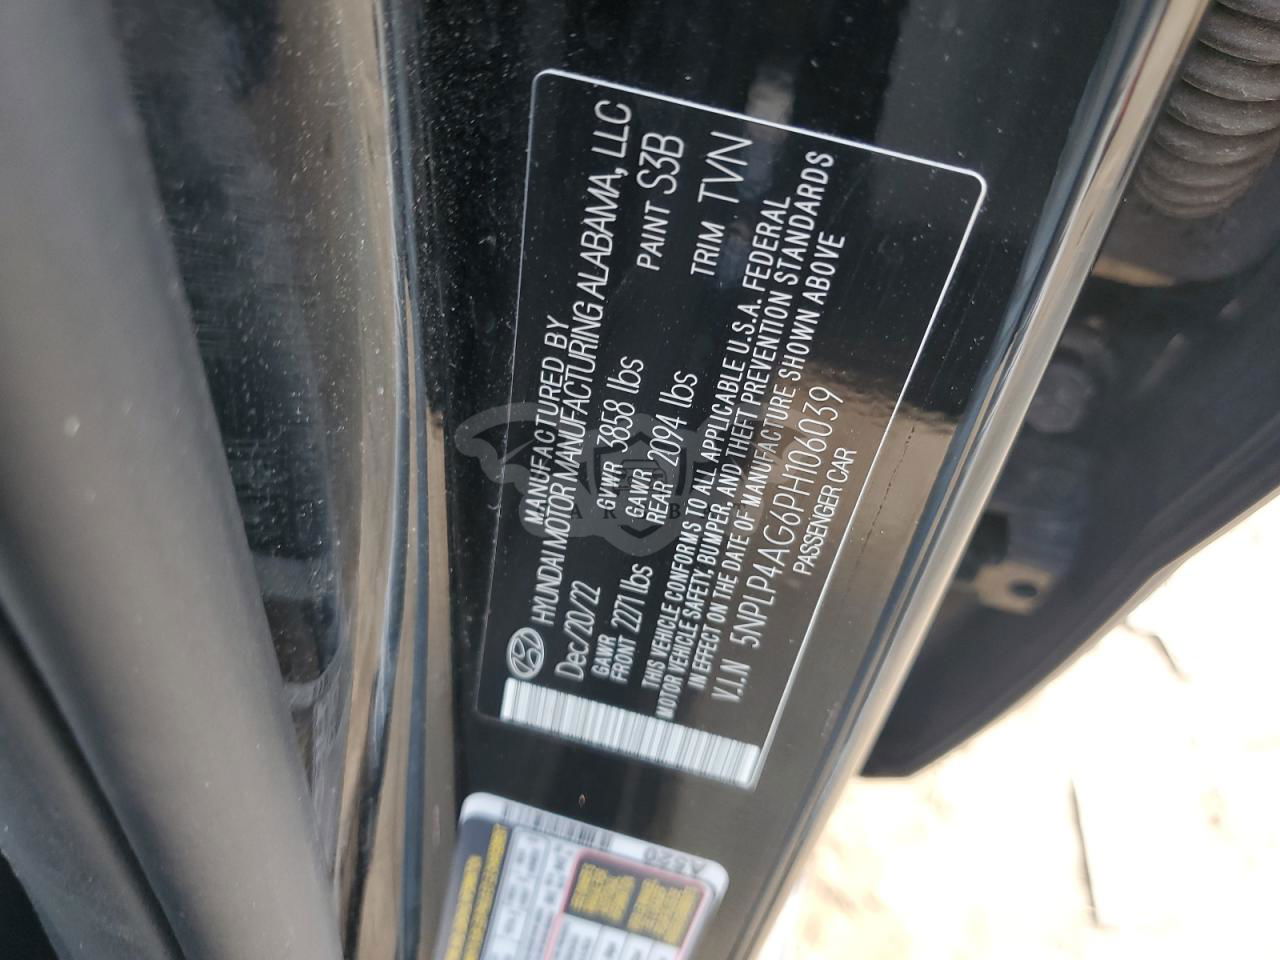 MANUFACTURED BY
HYUNDAI MOTOR MANUFACTURING ALABAMA, LLC
Dec/20/22 GVWR 3858 lbs PAINT S3B
GAWR FRONT 2271 lbs GAWR REAR 2094 lbs TRIM TVN
THIS VEHICLE CONFORMS TO ALL APPLICABLE U.S.A. FEDERAL
MOTOR VEHICLE SAFETY, BUMPER, AND THEFT PREVENTION STANDARDS
IN EFFECT ON THE DATE OF MANUFACTURE SHOWN ABOVE
V.I.N 5NPLP4AG6PH106039
PASSENGER CAR
A520